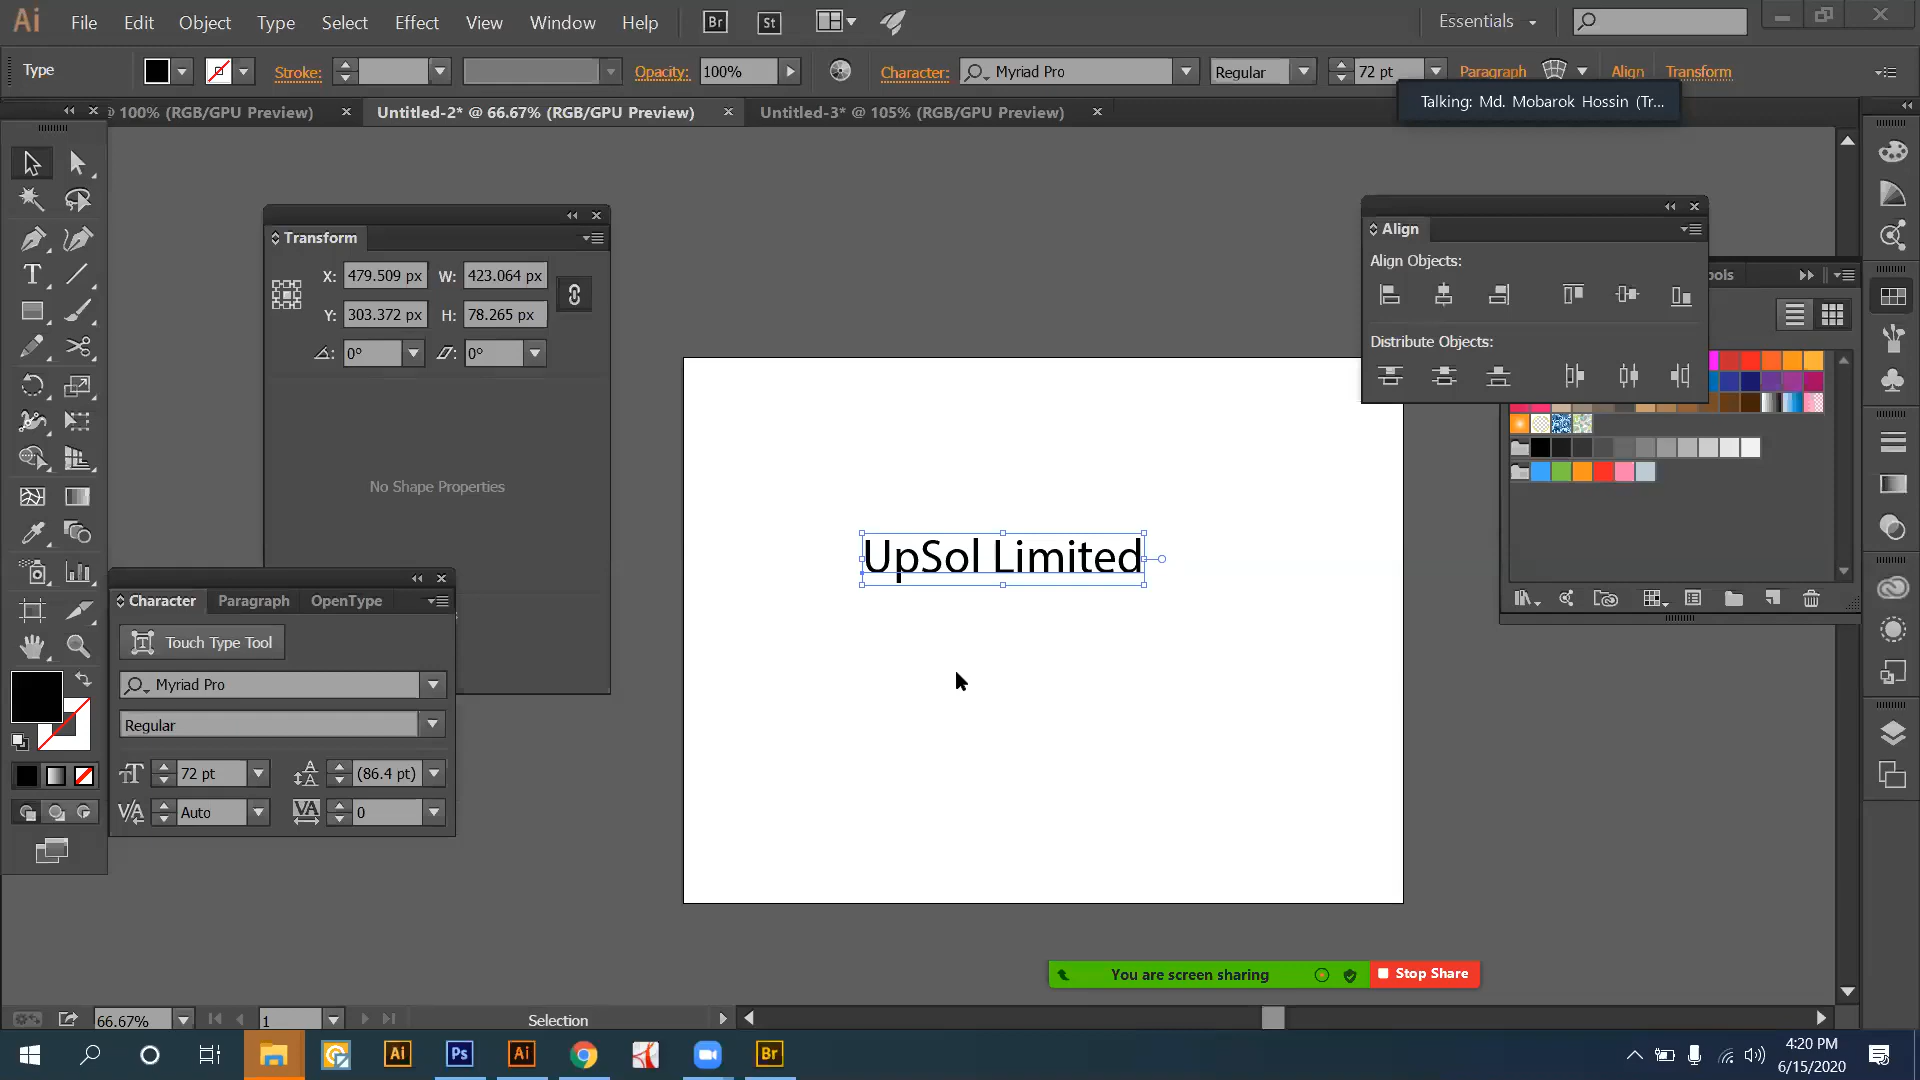 Ai File Edit Object Type Select Effect View Window Help Br St Essentials
Type Stroke: Opacity: 100% Character: Myriad Pro Regular 72 pt Paragraph Align Transform
Talking: Md. Mobarok Hossin (Tr...
@ 100% (RGB/GPU Preview) Untitled-2* @ 66.67% (RGB/GPU Preview) Untitled-3* @ 105% (RGB/GPU Preview)
Transform
X: 479.509 px W: 423.064 px
Y: 303.372 px H: 78.265 px
0° 0°
No Shape Properties
Align
Align Objects:
Distribute Objects:
ols
UpSol Limited
Character Paragraph OpenType
Touch Type Tool
Myriad Pro
Regular
72 pt (86.4 pt)
Auto 0
You are screen sharing Stop Share
66.67% 1 Selection
Ai Ps Ai Br
4:20 PM
6/15/2020